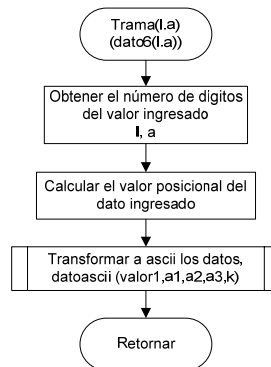 Trama(l.a)
(dato6(l.a))
Obtener el número de digitos
del valor ingresado
l, a
Calcular el valor posicional del
dato ingresado
Transformar a ascii los datos,
datoascii (valor1,a1,a2,a3,k)
Retornar